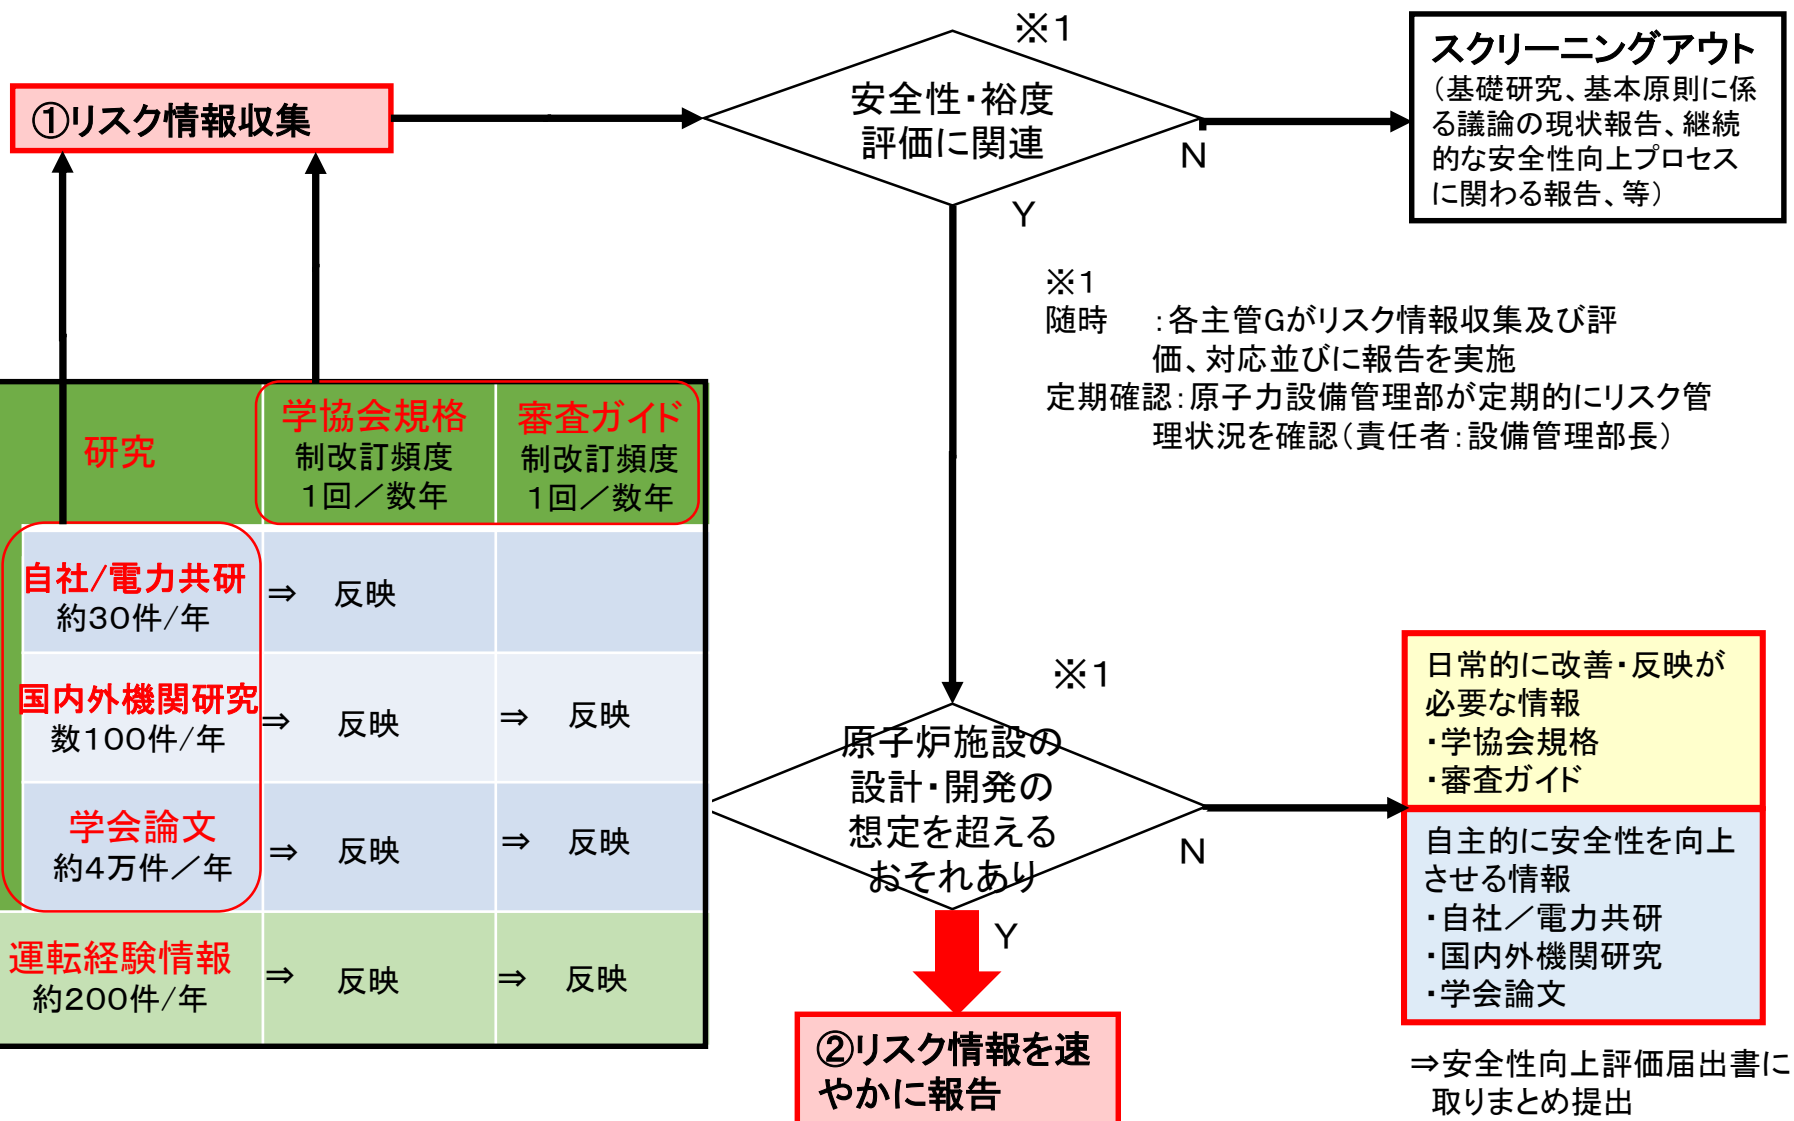 ①リスク情報収集
※1
安全性・裕度
評価に関連
N
Y
スクリーニングアウト
（基礎研究、基本原則に係
る議論の現状報告、継続
的な安全性向上プロセス
に関わる報告、等）
※1
随時　：各主管Gがリスク情報収集及び評
価、対応並びに報告を実施
定期確認：原子力設備管理部が定期的にリスク管
理状況を確認（責任者：設備管理部長）
研究
学協会規格
制改訂頻度
1回／数年
審査ガイド
制改訂頻度
1回／数年
自社/電力共研
約30件/年
⇒　反映
国内外機関研究
数100件/年
⇒　反映
⇒　反映
学会論文
約4万件／年
⇒　反映
⇒　反映
運転経験情報
約200件/年
⇒　反映
⇒　反映
※1
原子炉施設の
設計・開発の
想定を超える
おそれあり
N
Y
②リスク情報を速
やかに報告
日常的に改善・反映が
必要な情報
・学協会規格
・審査ガイド
自主的に安全性を向上
させる情報
・自社／電力共研
・国内外機関研究
・学会論文
⇒安全性向上評価届出書に
取りまとめ提出